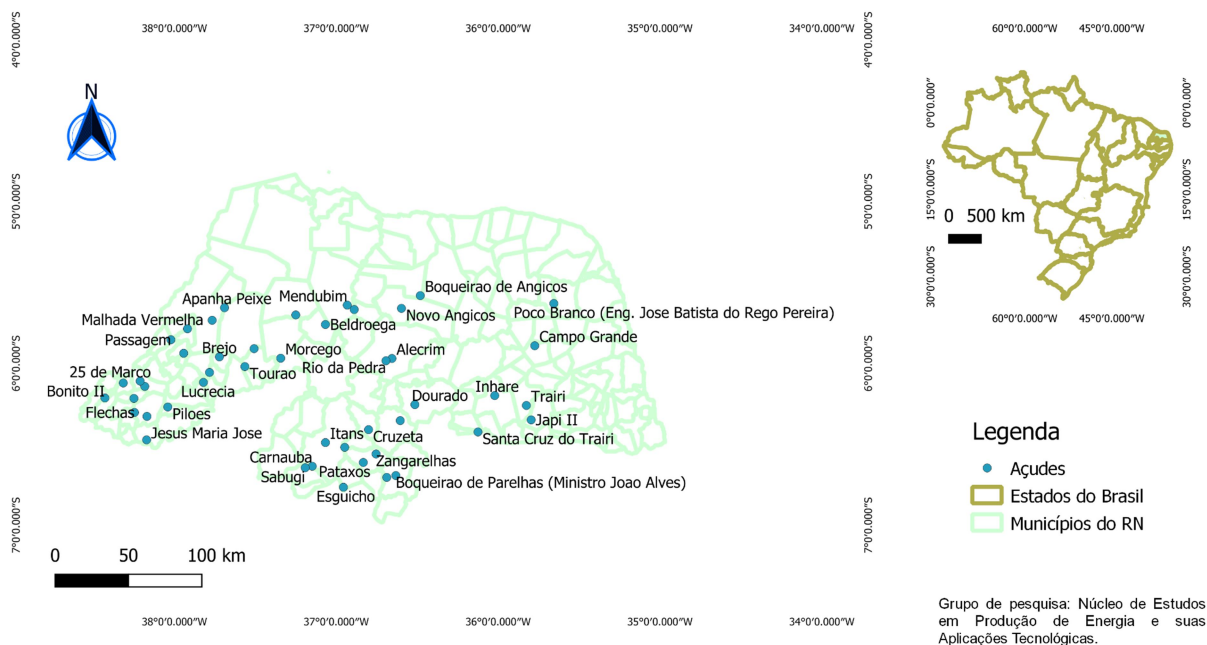 38°0'0.000"W 37°0'0.000"W 36°0'0.000"W 35°0'0.000"W 34°0'0.000"W
60°0'0.000"W 45°0'0.000"W
4°0'0.000"S
4°0'0.000"S
N
0°0'0.000"
0°0'0.000"
5°0'0.000"S
5°0'0.000"S
15°0'0.000"S
15°0'0.000"S
0 500 km
30°0'0.000"S
30°0'0.000"S
60°0'0.000"W 45°0'0.000"W
Boqueirao de Angicos
Apanha Peixe
Mendubim
Malhada Vermelha
Beldroega
Novo Angicos
Poco Branco (Eng. Jose Batista do Rego Pereira)
Passagem
Brejo
Morcego
Alecrim
Campo Grande
Rio da Pedra
25 de Março
Tourao
6°0'0.000"S
6°0'0.000"S
Bonito II
Lucrecia
Dourado
Inhare
Trairi
Flechas
Piloes
Japi II
Jesus Maria Jose
Itans
Cruzeta
Santa Cruz do Trairi
Carnauba
Zangarelhas
Sabugi
Pataxos
Boqueirao de Parelhas (Ministro Joao Alves)
Esguicho
7°0'0.000"S
7°0'0.000"S
0 50 100 km
38°0'0.000"W 37°0'0.000"W 36°0'0.000"W 35°0'0.000"W 34°0'0.000"W
Legenda
Açudes
Estados do Brasil
Municípios do RN
Grupo de pesquisa: Núcleo de Estudos
em Produção de Energia e suas
Aplicações Tecnológicas.